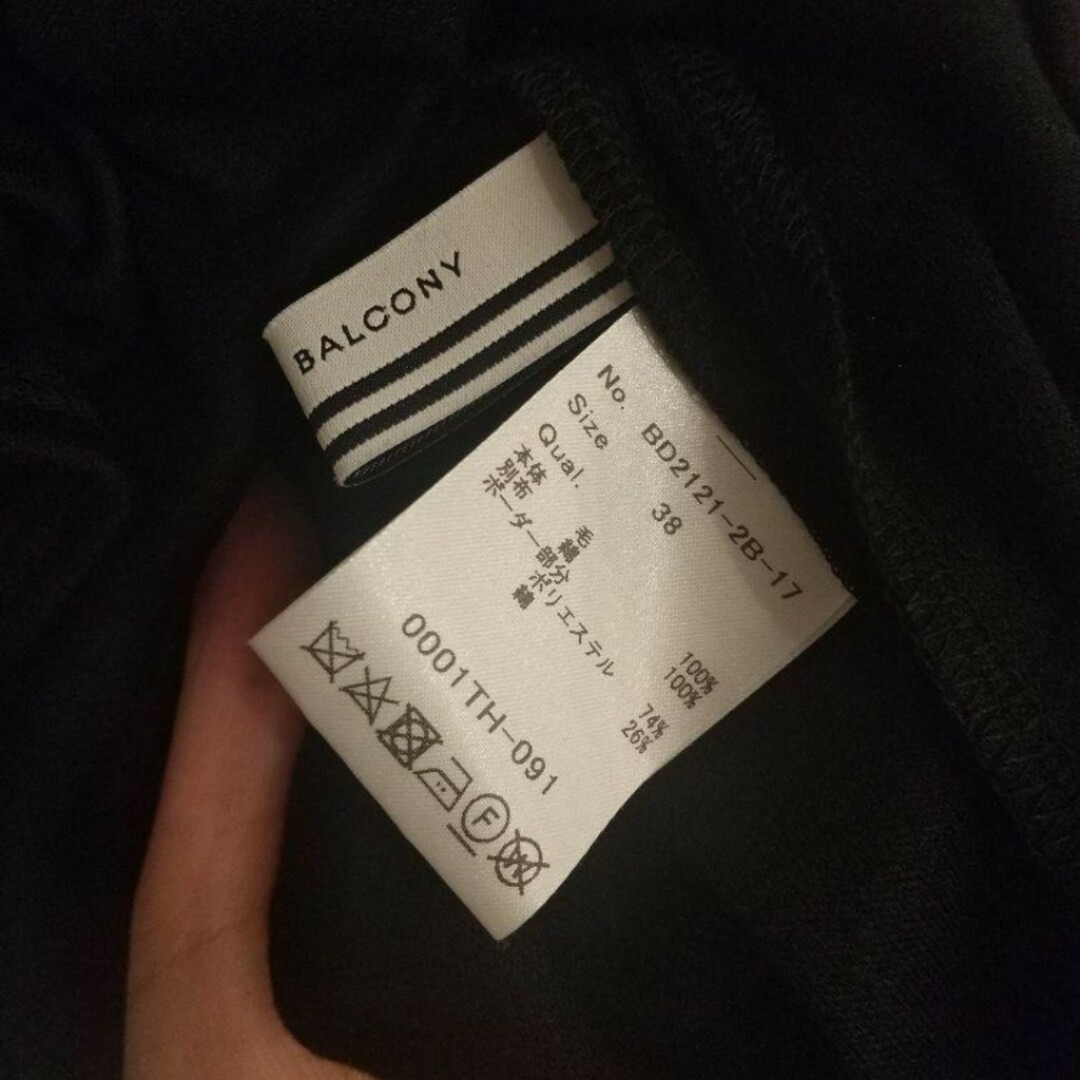 BALCONY
No. BD2121-2B-17
Size 38
Qual.
本体 毛 100%
別布 綿 100%
ボーダー部分
ポリエステル 74%
綿 26%
0001TH-091
F
W